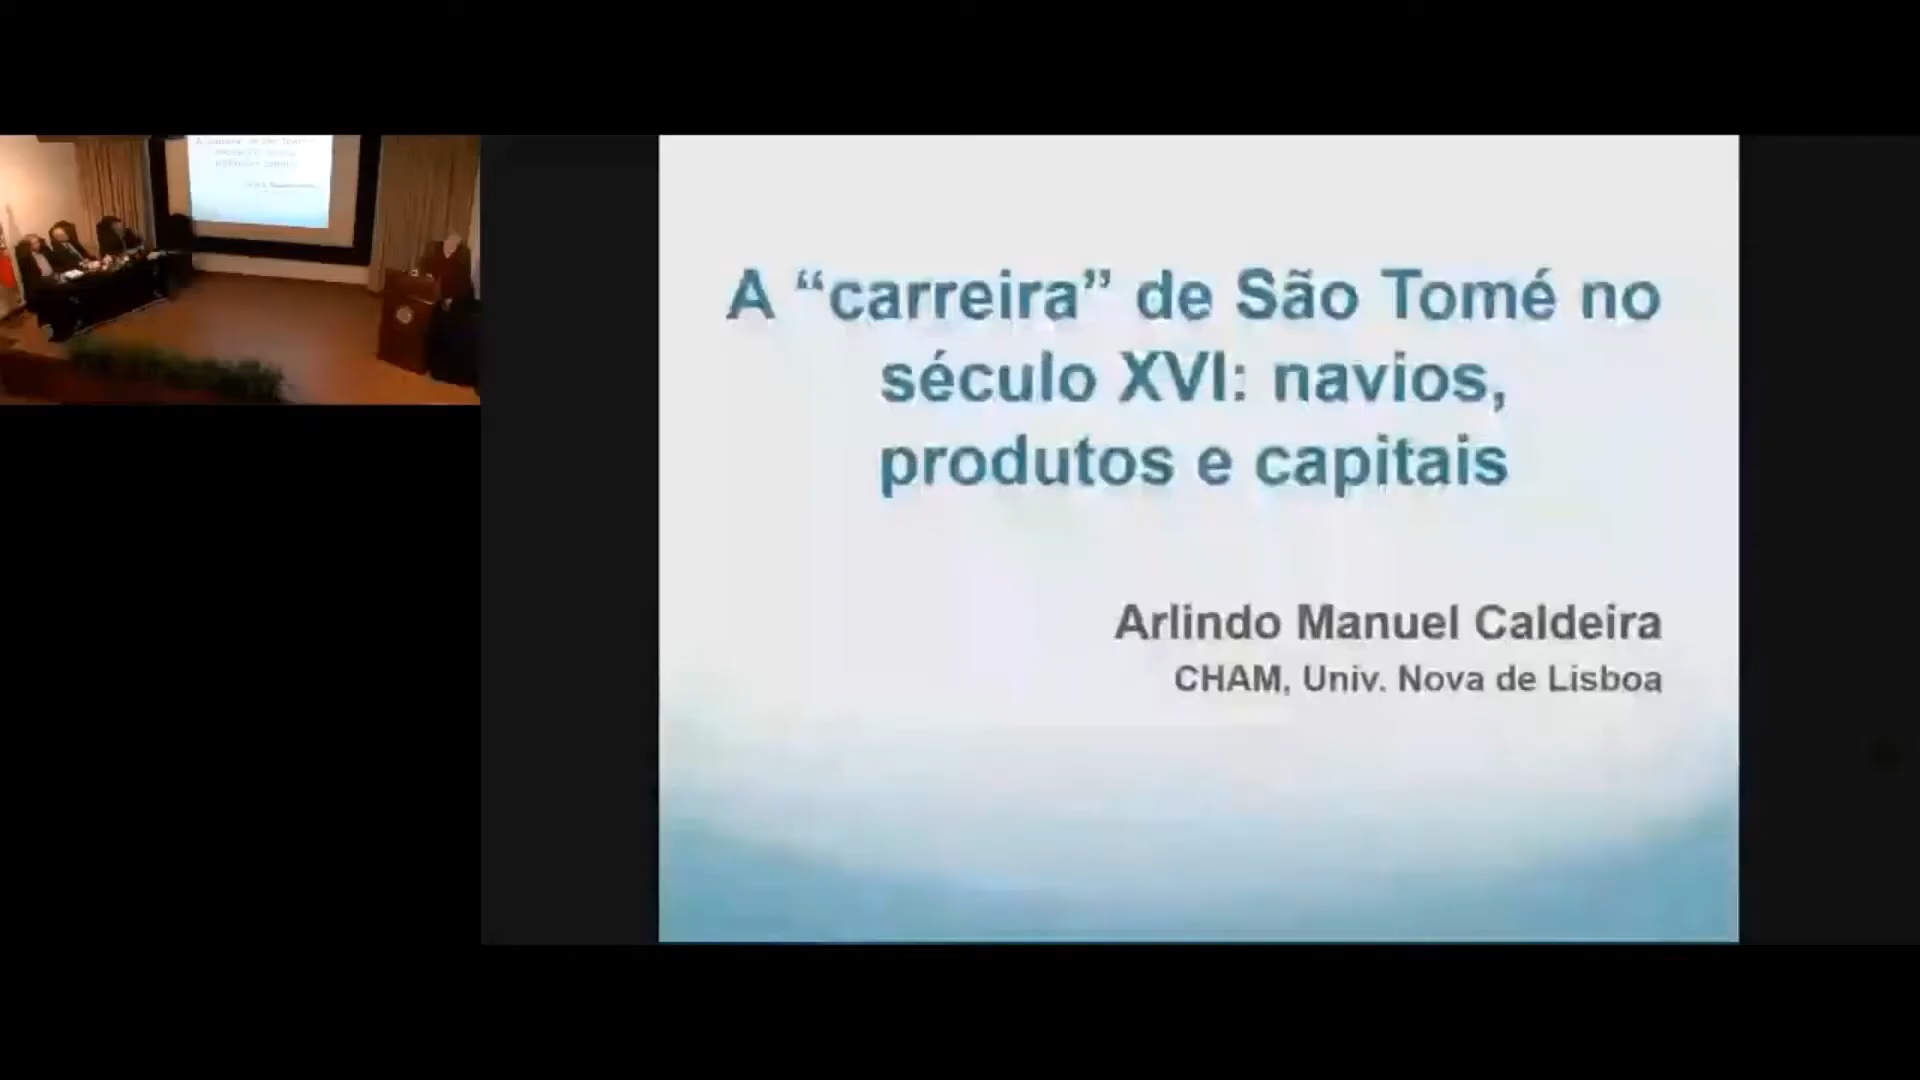 A “carreira” de São Tomé no
século XVI: navios,
produtos e capitais
Arlindo Manuel Caldeira
CHAM, Univ. Nova de Lisboa